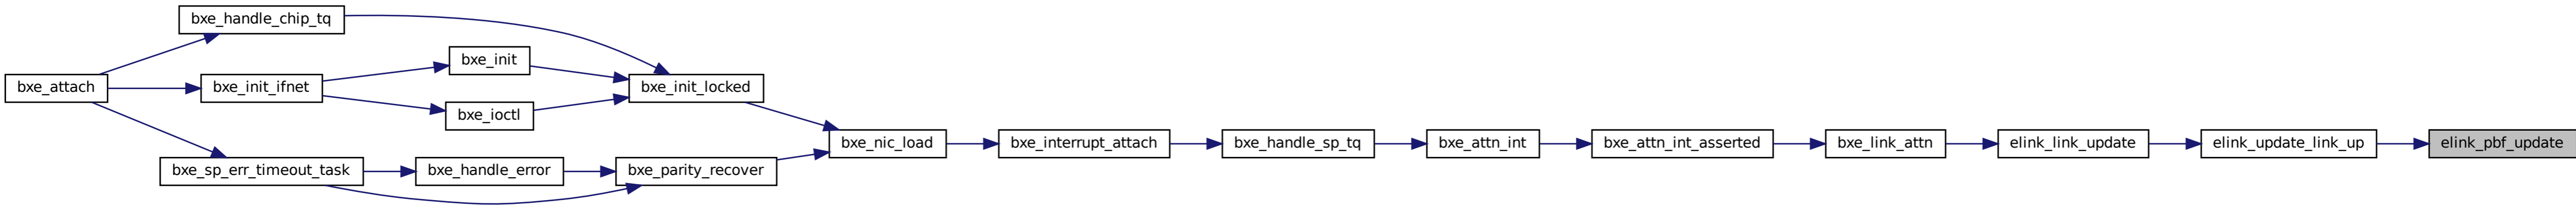 bxe_handle_chip_tq
bxe_init
bxe_attach
bxe_init_ifnet
bxe_init_locked
bxe_ioctl
bxe_nic_load
bxe_interrupt_attach
bxe_handle_sp_tq
bxe_attn_int
bxe_attn_int_asserted
bxe_link_attn
elink_link_update
elink_update_link_up
elink_pbf_update
bxe_sp_err_timeout_task
bxe_handle_error
bxe_parity_recover